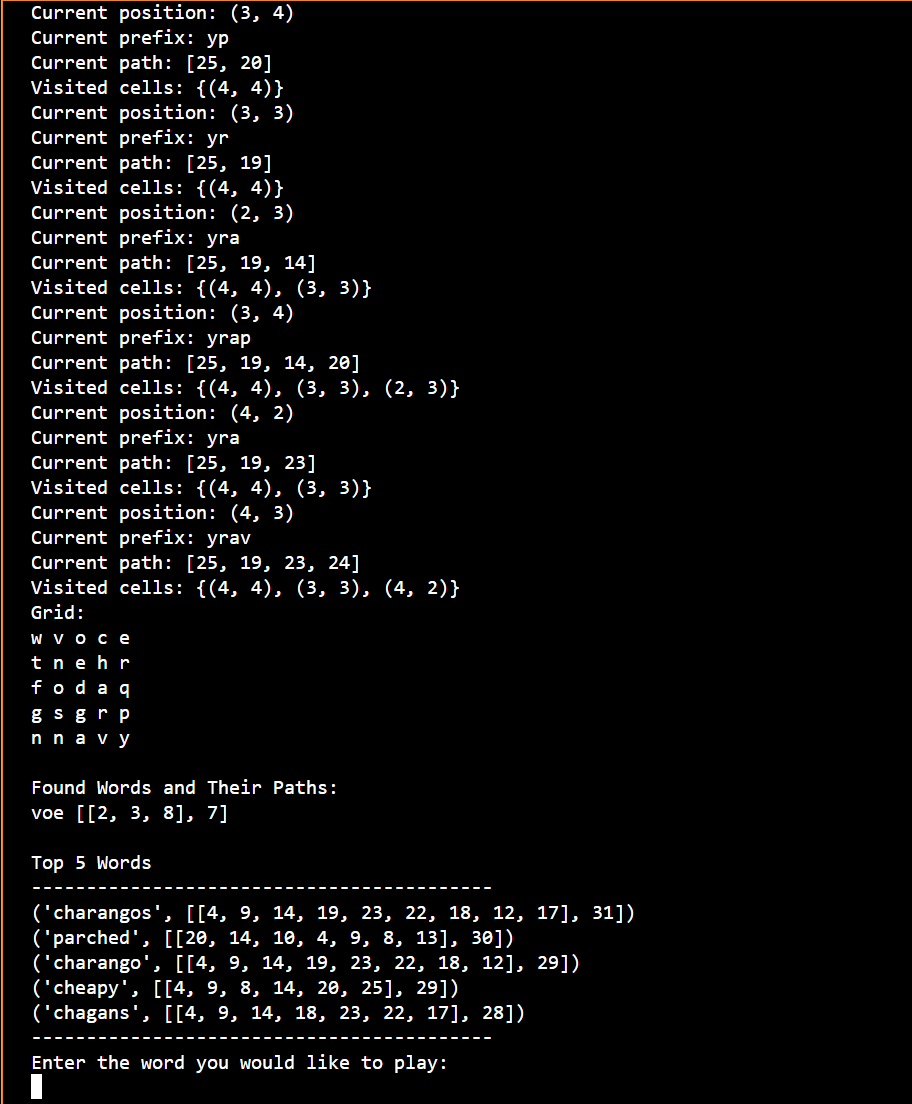 Current position: (3, 4)
Current prefix: yp
Current path: [25, 20]
Visited cells: {(4, 4)}
Current position: (3, 3)
Current prefix: yr
Current path: [25, 19]
Visited cells: {(4, 4)}
Current position: (2, 3)
Current prefix: yra
Current path: [25, 19, 14]
Visited cells: {(4, 4), (3, 3)}
Current position: (3, 4)
Current prefix: yrap
Current path: [25, 19, 14, 20]
Visited cells: {(4, 4), (3, 3), (2, 3)}
Current position: (4, 2)
Current prefix: yra
Current path: [25, 19, 23]
Visited cells: {(4, 4), (3, 3)}
Current position: (4, 3)
Current prefix: yrav
Current path: [25, 19, 23, 24]
Visited cells: {(4, 4), (3, 3), (4, 2)}
Grid:
w v o c e
t n e h r
f o d a q
g s g r p
n n a v y
Found Words and Their Paths:
voe [[2, 3, 8], 7]
Top 5 Words
------------------------------------------
('charangos', [[4, 9, 14, 19, 23, 22, 18, 12, 17], 31])
('parched', [[20, 14, 10, 4, 9, 8, 13], 30])
('charango', [[4, 9, 14, 19, 23, 22, 18, 12], 29])
('cheapy', [[4, 9, 8, 14, 20, 25], 29])
('chagans', [[4, 9, 14, 18, 23, 22, 17], 28])
------------------------------------------
Enter the word you would like to play: